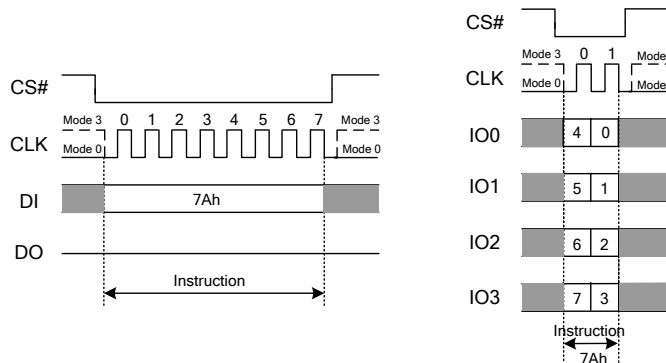 CS#
Mode 3 0 1 2 3 4 5 6 7 Mode 3
CLK
Mode 0 Mode 0
DI 7Ah
DO
Instruction
CS#
Mode 3 0 1 Mode
CLK
Mode 0 Mode
IO0 4 0
IO1 5 1
IO2 6 2
IO3 7 3
Instruction
7Ah